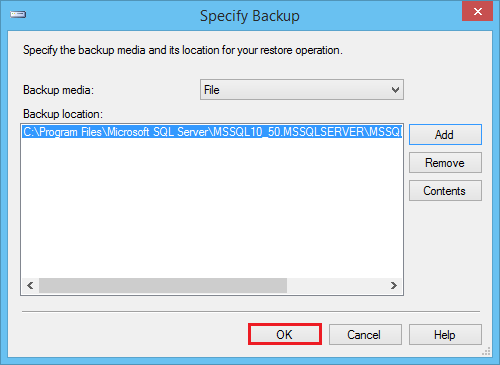 Specify Backup
Specify the backup media and its location for your restore operation.
Backup media:
File
Backup location:
C:\Program Files\Microsoft SQL Server\MSSQL10_50.MSSQLSERVER\MSSQL
Add
Remove
Contents
OK
Cancel
Help